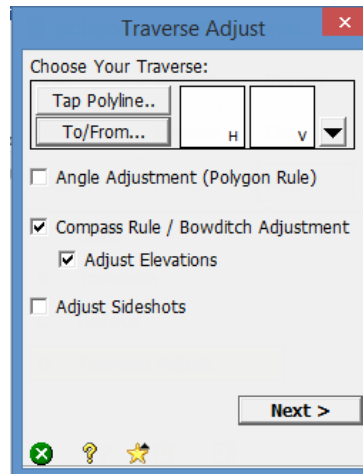 Traverse Adjust
Choose Your Traverse:
Tap Polyline..
To/From...
H
V
Angle Adjustment (Polygon Rule)
Compass Rule / Bowditch Adjustment
Adjust Elevations
Adjust Sideshots
Next >